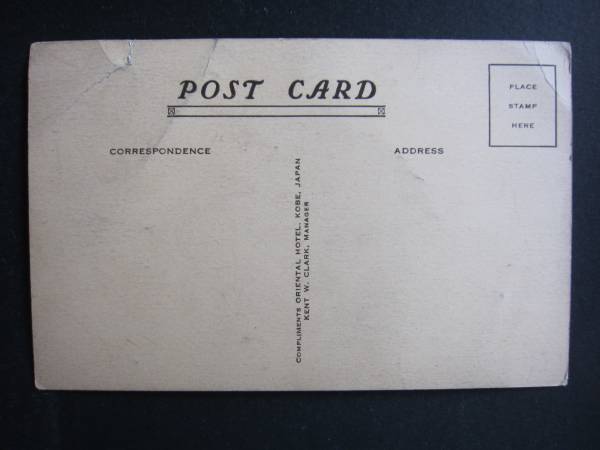 POST CARD
PLACE
STAMP
HERE
CORRESPONDENCE
ADDRESS
COMPLIMENTS ORIENTAL HOTEL, KOBE, JAPAN
KENT W. CLARK, MANAGER